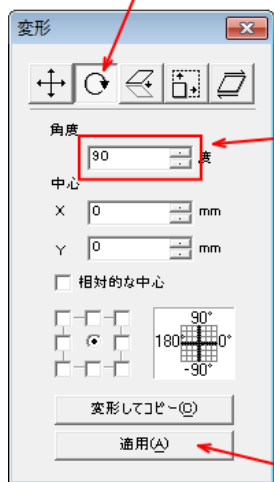 変形
角度
90 度
中心
X 0 mm
Y 0 mm
相対的な中心
90°
180° 0°
-90°
変形してコピー(C)
適用(A)